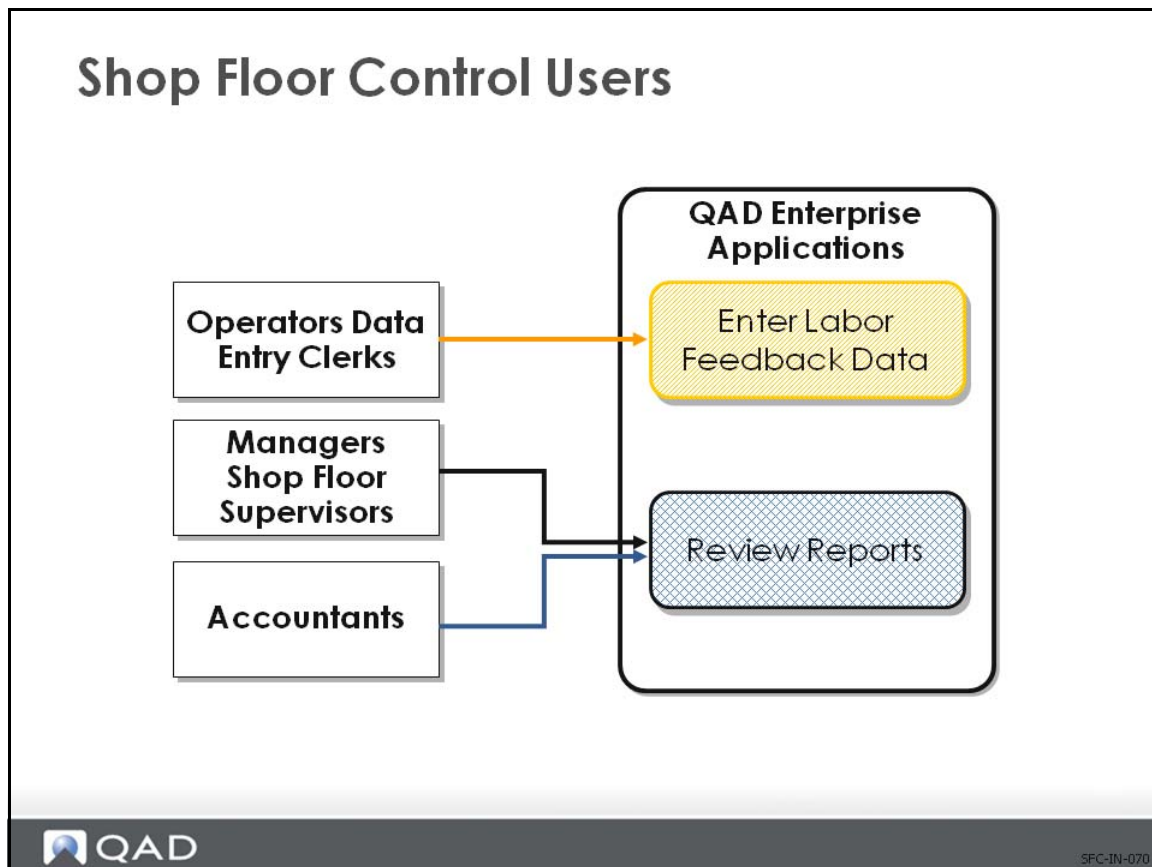 Shop Floor Control Users
QAD Enterprise
Applications
Operators Data
Entry Clerks
Enter Labor
Feedback Data
Managers
Shop Floor
Supervisors
Review Reports
Accountants
QAD
SFC-IN-070